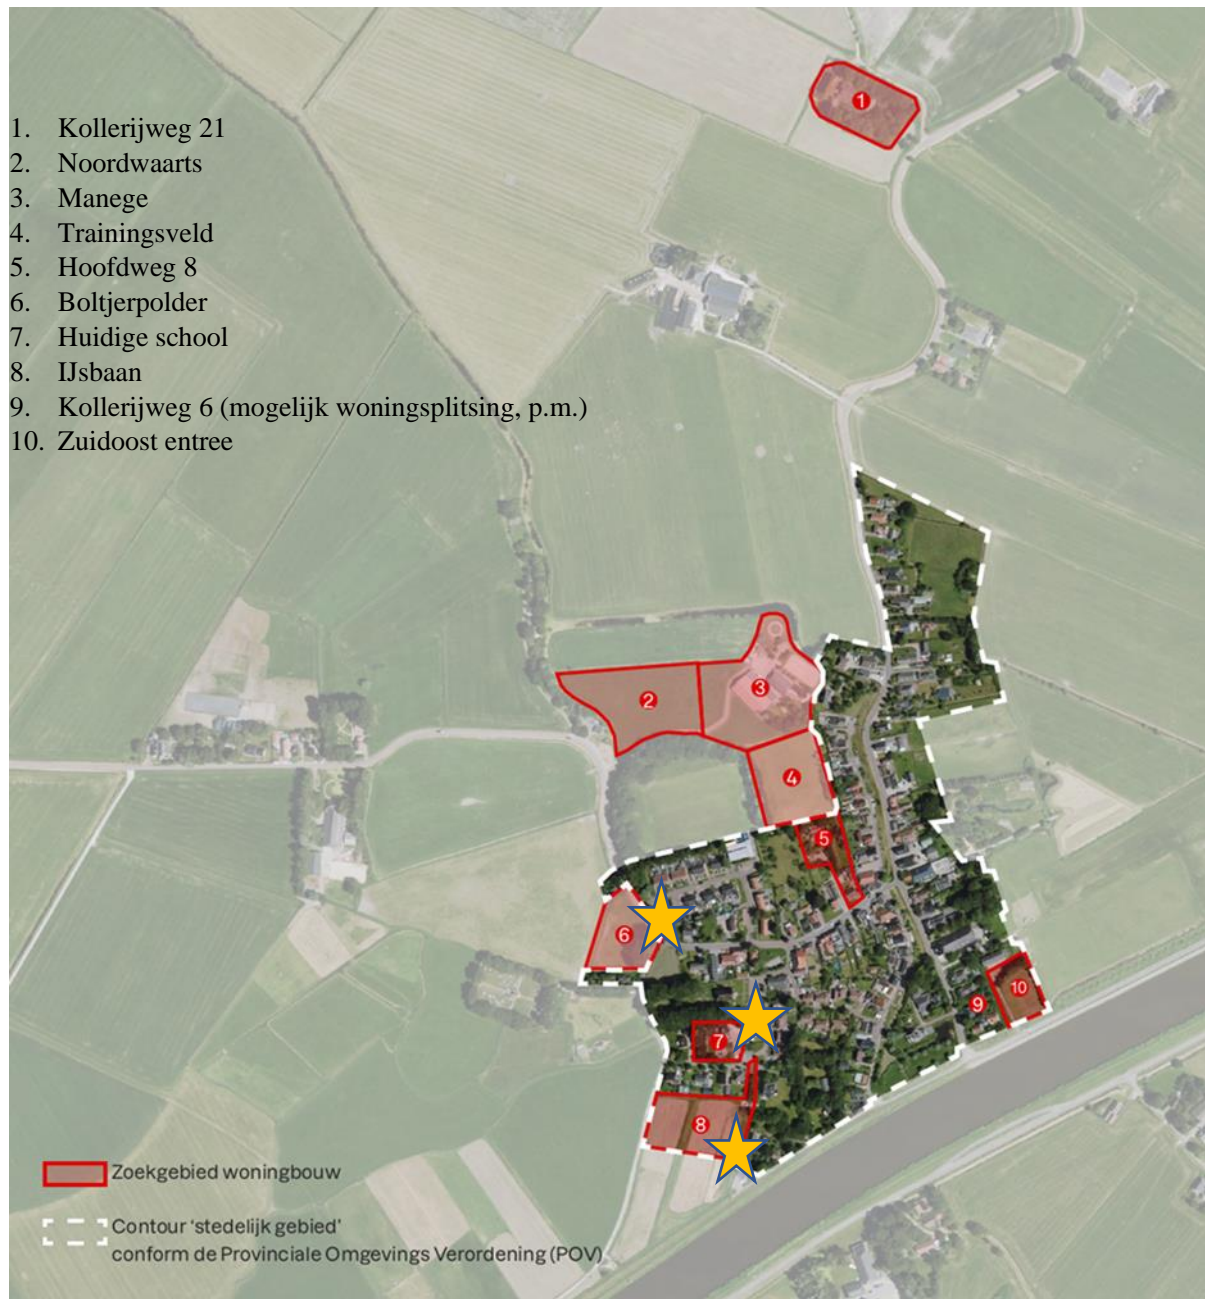 1. Kollerijweg 21
2. Noordwaarts
3. Manege
4. Trainingsveld
5. Hoofdweg 8
6. Boltjerpolder
7. Huidige school
8. IJsbaan
9. Kollerijweg 6 (mogelijk woningsplitsing, p.m.)
10. Zuidoost entree
1
2
3
4
5
6
7
8
9
10
Zoekgebied woningbouw
Contour ‘stedelijk gebied’
conform de Provinciale Omgevings Verordening (POV)